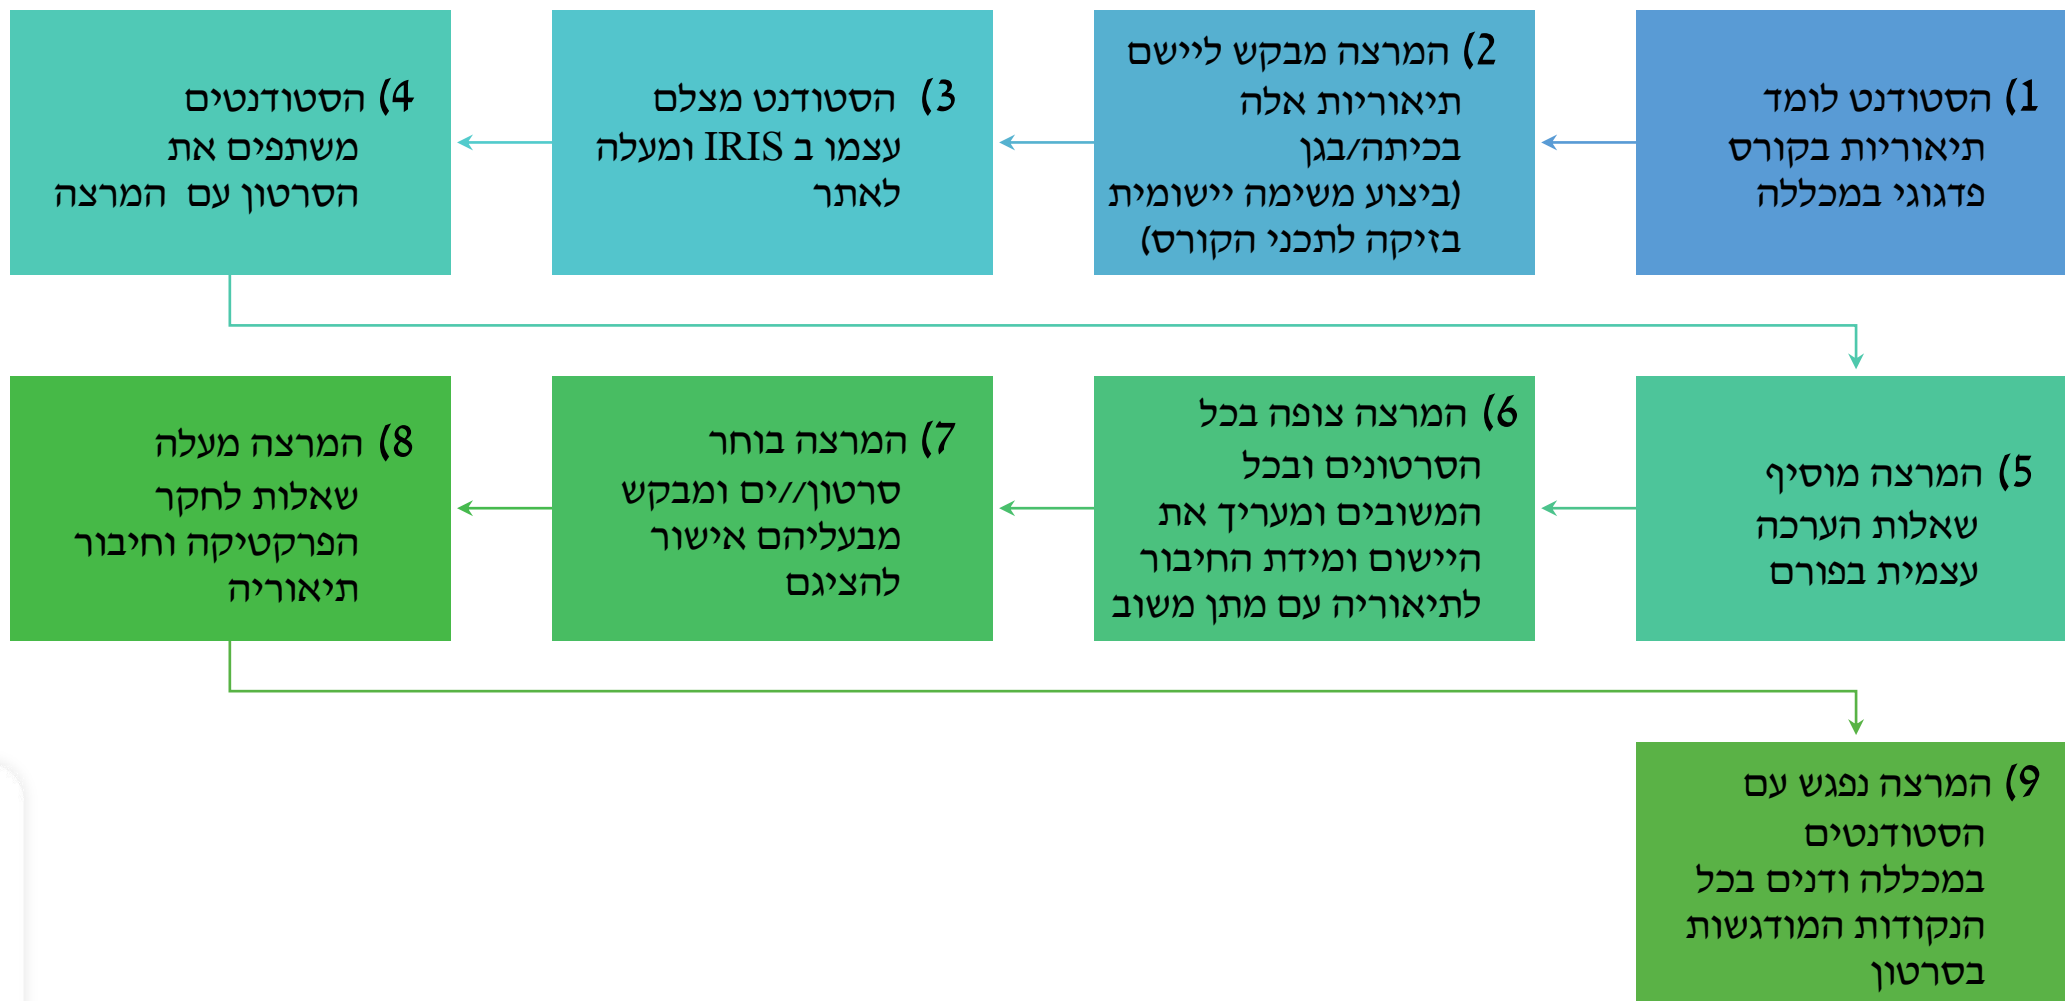 1) הסטודנט לומד
תיאוריות בקורס
פדגוגי במכללה
2) המרצה מבקש ליישם
תיאוריות אלה
בכיתה/בגן
(ביצוע משימה יישומית
בזיקה לתכני הקורס)
3) הסטודנט מצלם
עצמו ב IRIS ומעלה
לאתר
4) הסטודנטים
משתפים את
הסרטון עם המרצה
5) המרצה מוסיף
שאלות הערכה
עצמית בפורם
6) המרצה צופה בכל
הסרטונים ובכל
המשובים ומעריך את
היישום ומידת החיבור
לתיאוריה עם מתן משוב
7) המרצה בוחר
סרטון//ים ומבקש
מבעליהם אישור
להציגם
8) המרצה מעלה
שאלות לחקר
הפרקטיקה וחיבור
תיאוריה
9) המרצה נפגש עם
הסטודנטים
במכללה ודנים בכל
הנקודות המודגשות
בסרטון